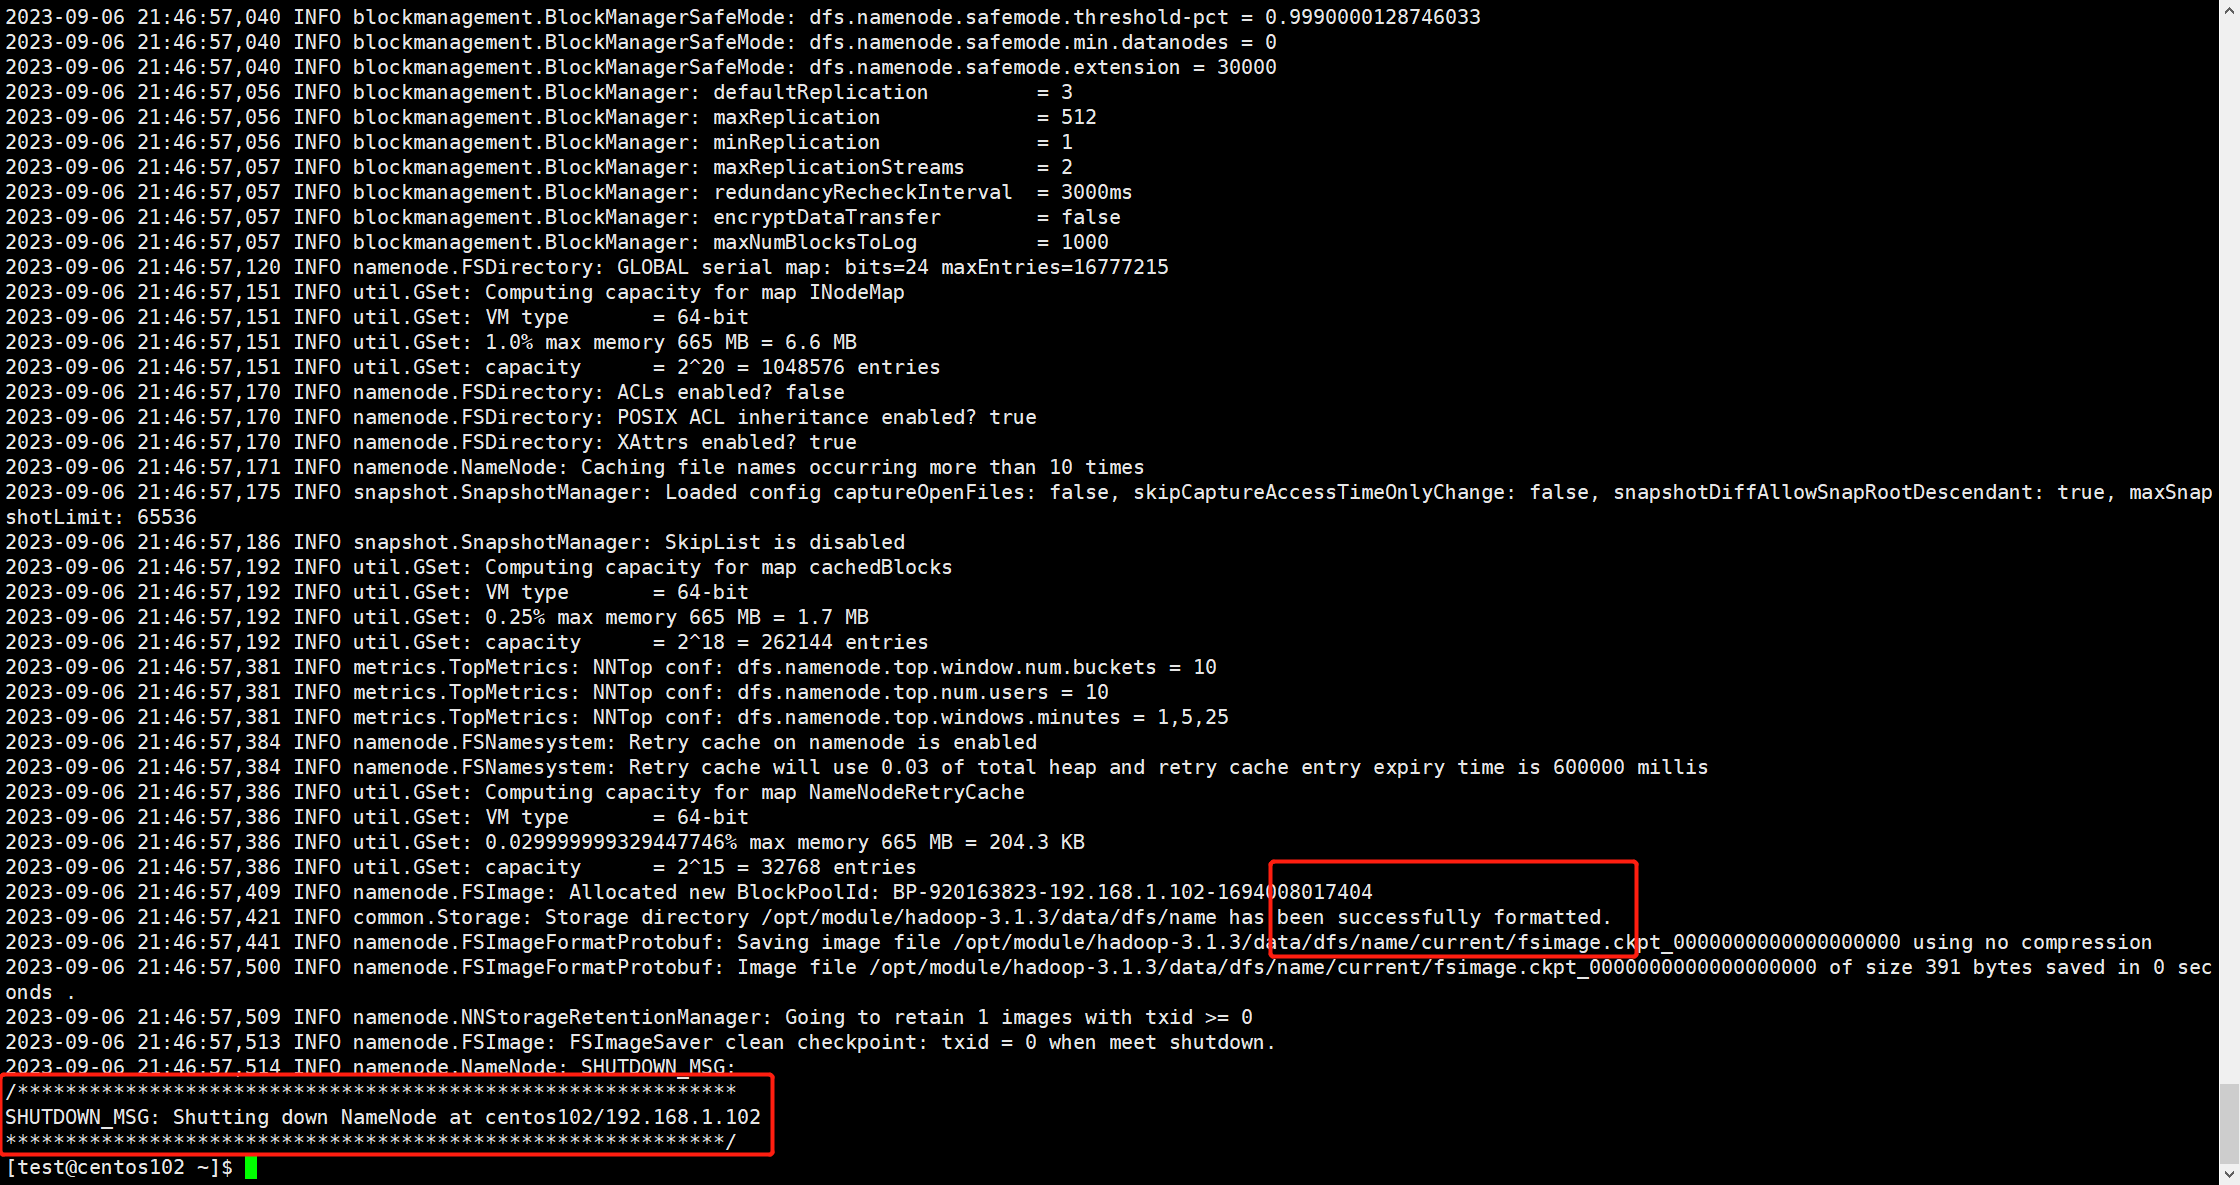 2023-09-06 21:46:57,040 INFO blockmanagement.BlockManagerSafeMode: dfs.namenode.safemode.threshold-pct = 0.9990000128746033
2023-09-06 21:46:57,040 INFO blockmanagement.BlockManagerSafeMode: dfs.namenode.safemode.min.datanodes = 0
2023-09-06 21:46:57,040 INFO blockmanagement.BlockManagerSafeMode: dfs.namenode.safemode.extension = 30000
2023-09-06 21:46:57,056 INFO blockmanagement.BlockManager: defaultReplication         = 3
2023-09-06 21:46:57,056 INFO blockmanagement.BlockManager: maxReplication             = 512
2023-09-06 21:46:57,056 INFO blockmanagement.BlockManager: minReplication             = 1
2023-09-06 21:46:57,057 INFO blockmanagement.BlockManager: maxReplicationStreams      = 2
2023-09-06 21:46:57,057 INFO blockmanagement.BlockManager: redundancyRecheckInterval  = 3000ms
2023-09-06 21:46:57,057 INFO blockmanagement.BlockManager: encryptDataTransfer        = false
2023-09-06 21:46:57,057 INFO blockmanagement.BlockManager: maxNumBlocksToLog          = 1000
2023-09-06 21:46:57,120 INFO namenode.FSDirectory: GLOBAL serial map: bits=24 maxEntries=16777215
2023-09-06 21:46:57,151 INFO util.GSet: Computing capacity for map INodeMap
2023-09-06 21:46:57,151 INFO util.GSet: VM type       = 64-bit
2023-09-06 21:46:57,151 INFO util.GSet: 1.0% max memory 665 MB = 6.6 MB
2023-09-06 21:46:57,151 INFO util.GSet: capacity      = 2^20 = 1048576 entries
2023-09-06 21:46:57,170 INFO namenode.FSDirectory: ACLs enabled? false
2023-09-06 21:46:57,170 INFO namenode.FSDirectory: POSIX ACL inheritance enabled? true
2023-09-06 21:46:57,170 INFO namenode.FSDirectory: XAttrs enabled? true
2023-09-06 21:46:57,171 INFO namenode.NameNode: Caching file names occurring more than 10 times
2023-09-06 21:46:57,175 INFO snapshot.SnapshotManager: Loaded config captureOpenFiles: false, skipCaptureAccessTimeOnlyChange: false, snapshotDiffAllowSnapRootDescendant: true, maxSnap
shotLimit: 65536
2023-09-06 21:46:57,186 INFO snapshot.SnapshotManager: SkipList is disabled
2023-09-06 21:46:57,192 INFO util.GSet: Computing capacity for map cachedBlocks
2023-09-06 21:46:57,192 INFO util.GSet: VM type       = 64-bit
2023-09-06 21:46:57,192 INFO util.GSet: 0.25% max memory 665 MB = 1.7 MB
2023-09-06 21:46:57,192 INFO util.GSet: capacity      = 2^18 = 262144 entries
2023-09-06 21:46:57,381 INFO metrics.TopMetrics: NNTop conf: dfs.namenode.top.window.num.buckets = 10
2023-09-06 21:46:57,381 INFO metrics.TopMetrics: NNTop conf: dfs.namenode.top.num.users = 10
2023-09-06 21:46:57,381 INFO metrics.TopMetrics: NNTop conf: dfs.namenode.top.windows.minutes = 1,5,25
2023-09-06 21:46:57,384 INFO namenode.FSNamesystem: Retry cache on namenode is enabled
2023-09-06 21:46:57,384 INFO namenode.FSNamesystem: Retry cache will use 0.03 of total heap and retry cache entry expiry time is 600000 millis
2023-09-06 21:46:57,386 INFO util.GSet: Computing capacity for map NameNodeRetryCache
2023-09-06 21:46:57,386 INFO util.GSet: VM type       = 64-bit
2023-09-06 21:46:57,386 INFO util.GSet: 0.029999999329447746% max memory 665 MB = 204.3 KB
2023-09-06 21:46:57,386 INFO util.GSet: capacity      = 2^15 = 32768 entries
2023-09-06 21:46:57,409 INFO namenode.FSImage: Allocated new BlockPoolId: BP-920163823-192.168.1.102-1694008017404
2023-09-06 21:46:57,421 INFO common.Storage: Storage directory /opt/module/hadoop-3.1.3/data/dfs/name has been successfully formatted.
2023-09-06 21:46:57,441 INFO namenode.FSImageFormatProtobuf: Saving image file /opt/module/hadoop-3.1.3/data/dfs/name/current/fsimage.ckpt_0000000000000000000 using no compression
2023-09-06 21:46:57,500 INFO namenode.FSImageFormatProtobuf: Image file /opt/module/hadoop-3.1.3/data/dfs/name/current/fsimage.ckpt_0000000000000000000 of size 391 bytes saved in 0 sec
onds .
2023-09-06 21:46:57,509 INFO namenode.NNStorageRetentionManager: Going to retain 1 images with txid >= 0
2023-09-06 21:46:57,513 INFO namenode.FSImage: FSImageSaver clean checkpoint: txid = 0 when meet shutdown.
2023-09-06 21:46:57,514 INFO namenode.NameNode: SHUTDOWN_MSG:
/************************************************************
SHUTDOWN_MSG: Shutting down NameNode at centos102/192.168.1.102
************************************************************/
[test@centos102 ~]$